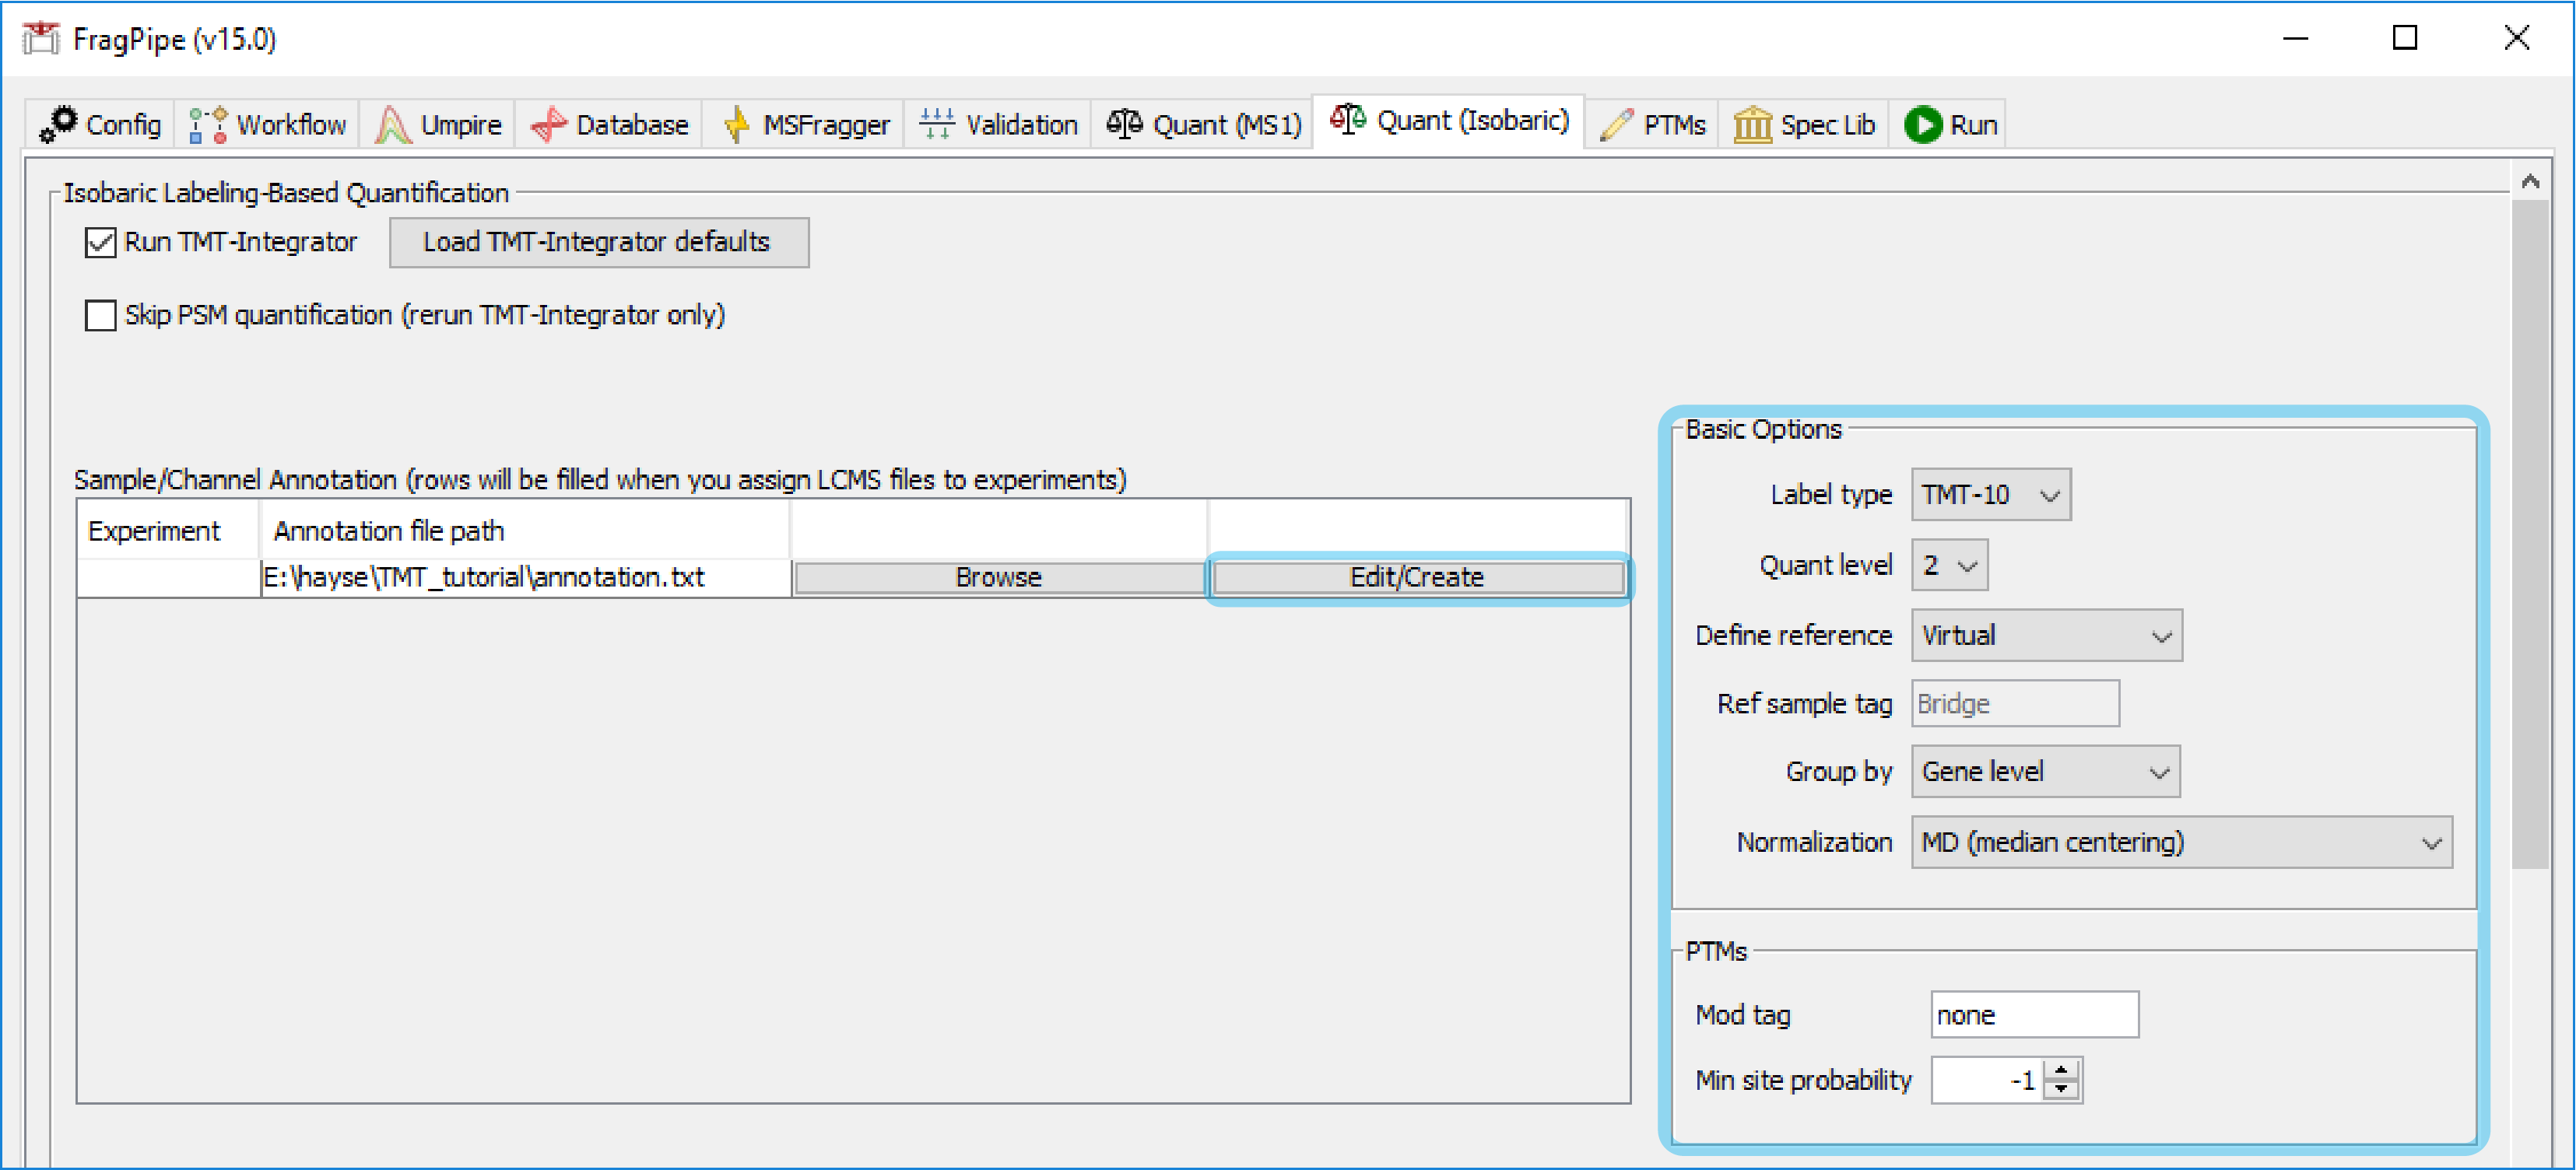 FragPipe (v15.0)
Config Workflow Umpire Database MSFragger Validation Quant (MS1) Quant (Isobaric) PTMs Spec Lib Run
Isobaric Labeling-Based Quantification
Run TMT-Integrator Load TMT-Integrator defaults
Skip PSM quantification (rerun TMT-Integrator only)
Sample/Channel Annotation (rows will be filled when you assign LCMS files to experiments)
Experiment Annotation file path
E:\hayse\TMT_tutorial\annotation.txt Browse Edit/Create
Basic Options
Label type TMT-10
Quant level 2
Define reference Virtual
Ref sample tag Bridge
Group by Gene level
Normalization MD (median centering)
PTMs
Mod tag none
Min site probability -1